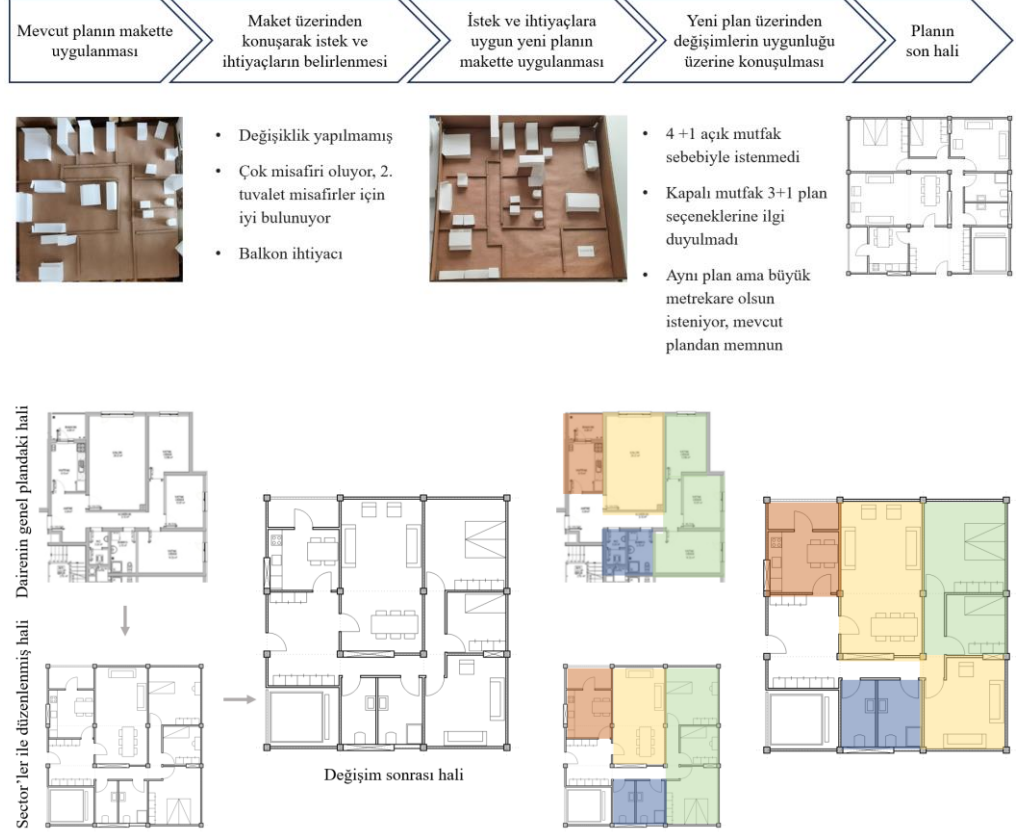 Mevcut planın makette
uygulanması
Maket üzerinden
konuşarak istek ve
ihtiyaçların belirlenmesi
İstek ve ihtiyaçlara
uygun yeni planın
makette uygulanması
Yeni plan üzerinden
değişimlerin uygunluğu
üzerine konuşulması
Planın
son hali
• Değişiklik yapılmamış
• Çok misafiri oluyor, 2.
tuvalet misafirler için
iyi bulunuyor
• Balkon ihtiyacı
• 4 +1 açık mutfak
sebebiyle istenmedi
• Kapalı mutfak 3+1 plan
seçeneklerine ilgi
duyulmadı
• Aynı plan ama büyük
metrekare olsun
isteniyor, mevcut
plandan memnun
Dairenin genel plandaki hali
Sector’ler ile düzenlenmiş hali
Değişim sonrası hali